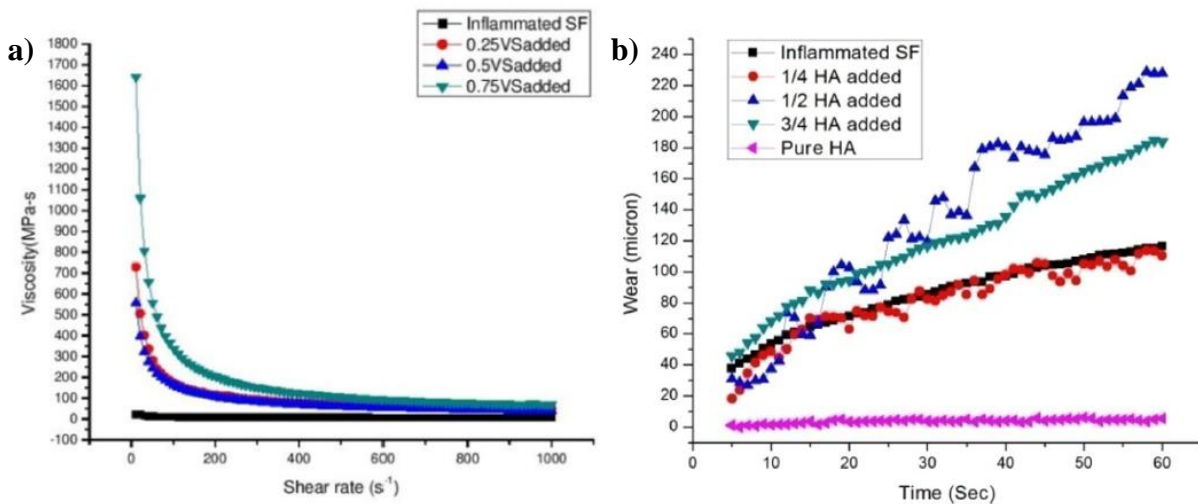 a)
Inflammated SF
0.25VSadded
0.5VSadded
0.75VSadded
1800
1700
1600
1500
1400
1300
1200
1100
1000
900
800
700
600
500
400
300
200
100
0
-100
Viscosity(MPa-s)
0 200 400 600 800 1000
Shear rate (s⁻¹)
b)
Inflammated SF
1/4 HA added
1/2 HA added
3/4 HA added
Pure HA
240
220
200
180
160
140
120
100
80
60
40
20
0
Wear (micron)
0 10 20 30 40 50 60
Time (Sec)